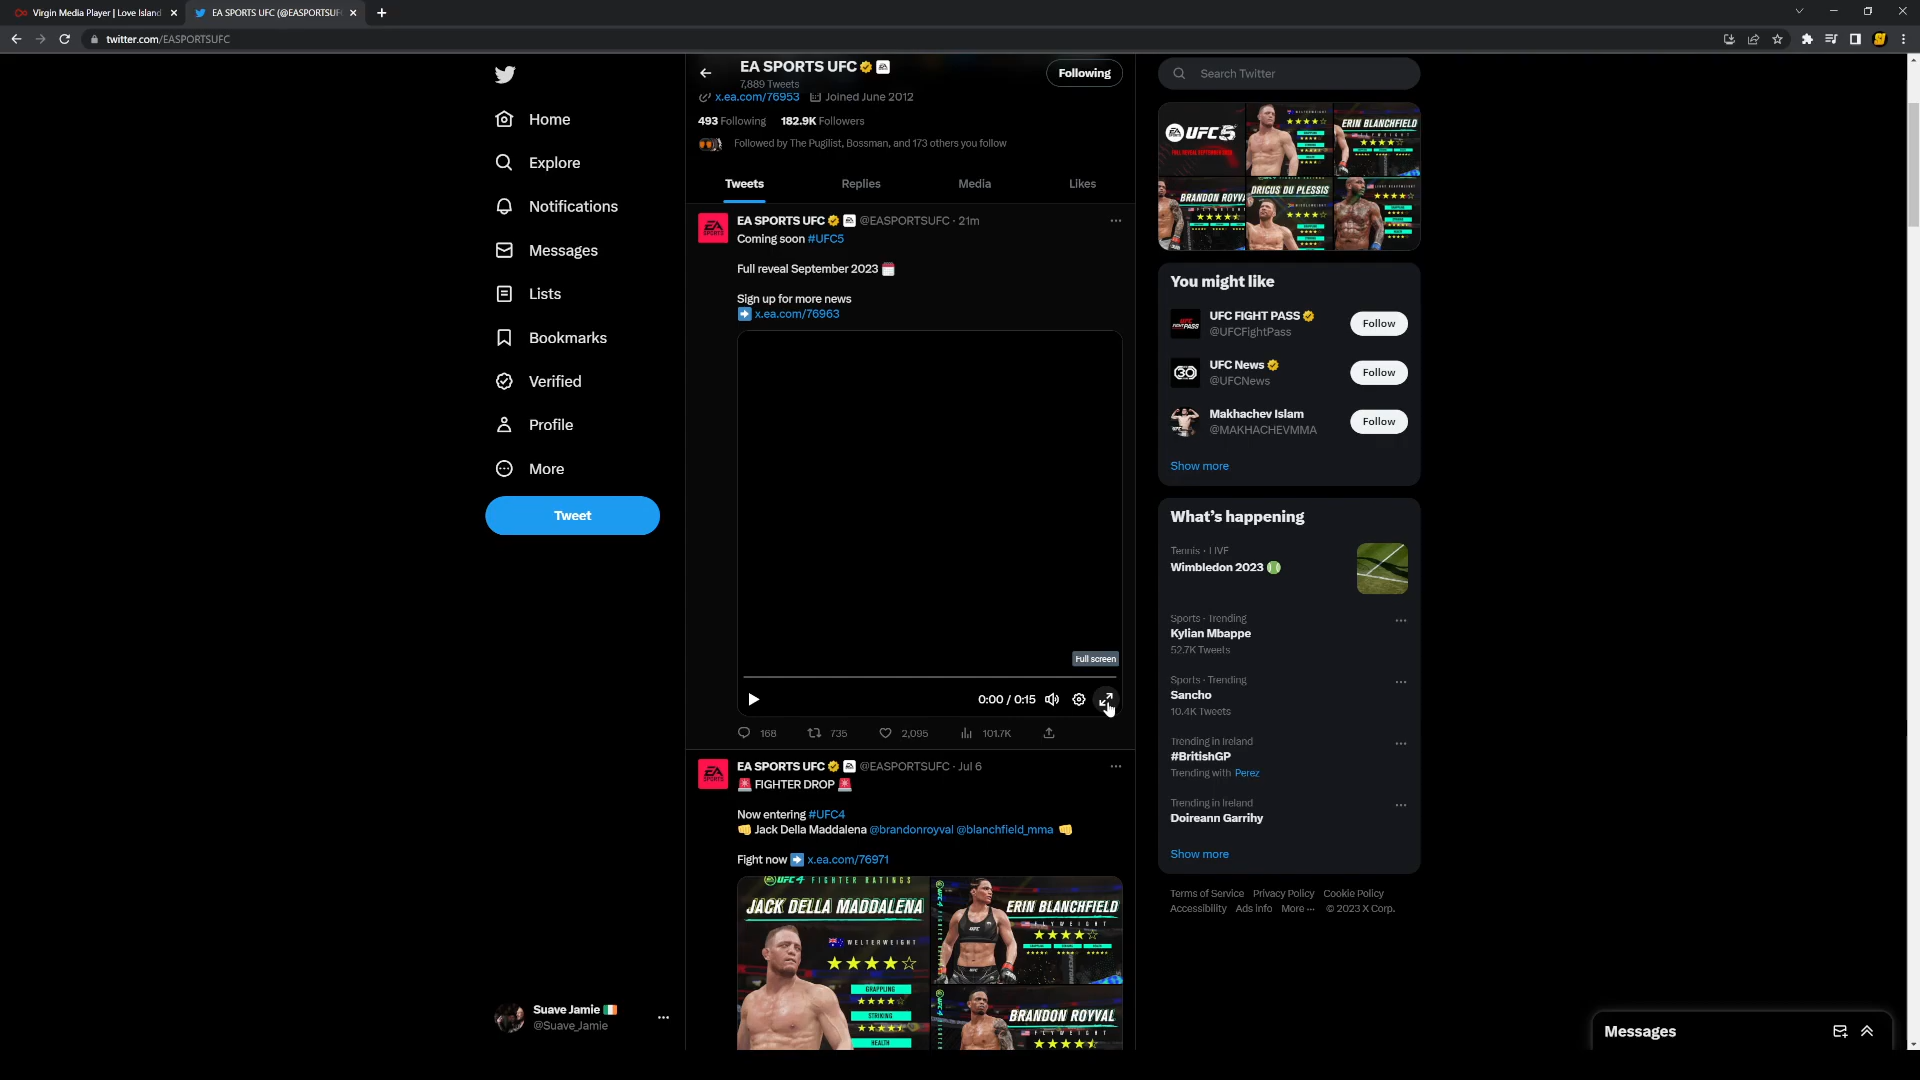 Virgin Media Player | Love Island
EA SPORTS UFC (@EASPORTSUF
twitter.com/EASPORTSUFC
Home
Explore
Notifications
Messages
Lists
Bookmarks
Verified
Profile
More
Tweet
Suave Jamie
@Suave_Jamie
EA SPORTS UFC
7,889 Tweets
Following
x.ea.com/76953 Joined June 2012
493 Following 182.9K Followers
Followed by The Pugilist, Bossman, and 173 others you follow
Tweets Replies Media Likes
EA SPORTS UFC @EASPORTSUFC · 21m
Coming soon #UFC5
Full reveal September 2023
Sign up for more news
x.ea.com/76963
Full screen
0:00 / 0:15
168 735 2,095 101.7K
EA SPORTS UFC @EASPORTSUFC · Jul 6
FIGHTER DROP
Now entering #UFC4
Jack Della Maddalena @brandonroyval @blanchfield_mma
Fight now x.ea.com/76971
UFC 4 FIGHTER RATINGS
JACK DELLA MADDALENA
WELTERWEIGHT
GRAPPLING
STRIKING
HEALTH
ERIN BLANCHFIELD
FLYWEIGHT
BRANDON ROYVAL
FLYWEIGHT
Search Twitter
UFC 5
ERIN BLANCHFIELD
BRANDON ROYV
DRICUS DU PLESSIS
You might like
UFC FIGHT PASS
@UFCFightPass
Follow
UFC News
@UFCNews
Follow
Makhachev Islam
@MAKHACHEVMMA
Follow
Show more
What's happening
Tennis · LIVE
Wimbledon 2023
Sports · Trending
Kylian Mbappe
52.7K Tweets
Sports · Trending
Sancho
10.4K Tweets
Trending in Ireland
#BritishGP
Trending with Perez
Trending in Ireland
Doireann Garrihy
Show more
Terms of Service Privacy Policy Cookie Policy
Accessibility Ads info More ··· © 2023 X Corp.
Messages